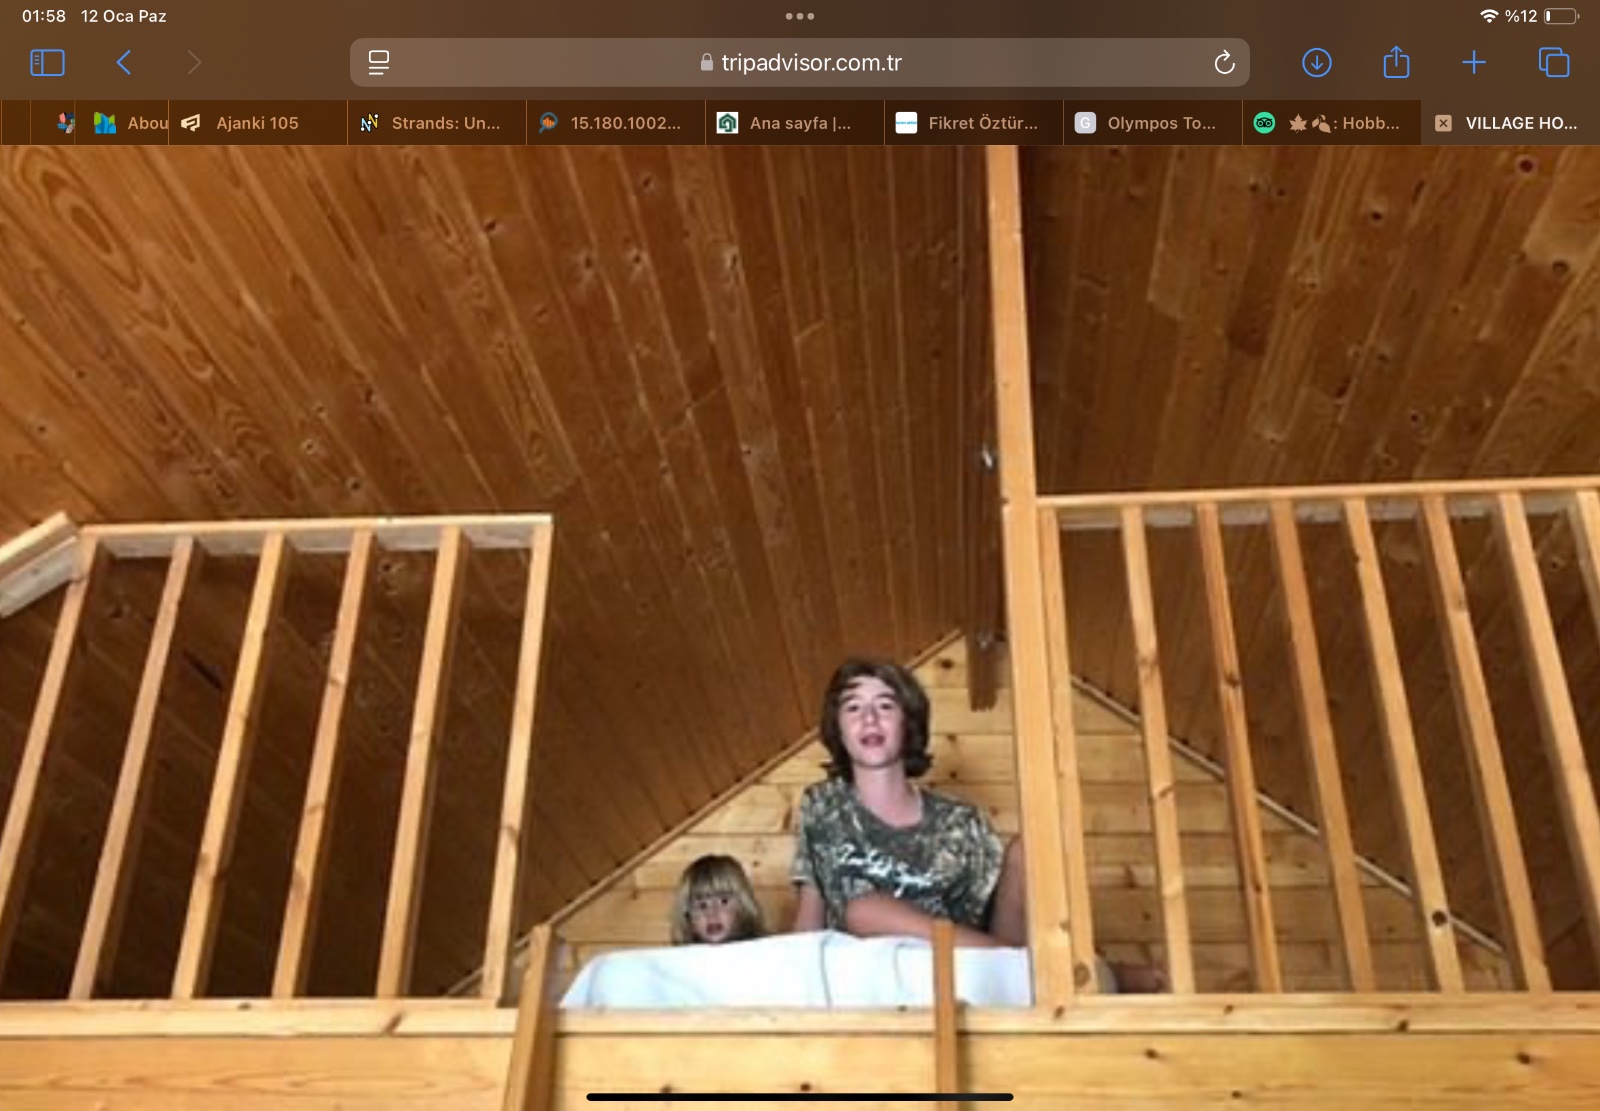 01:58 12 Oca Paz
%12
tripadvisor.com.tr
Abou
Ajanki 105
Strands: Un...
15.180.1002...
Ana sayfa |...
Fikret Öztür...
G
Olympos To...
: Hobb...
VILLAGE HO...